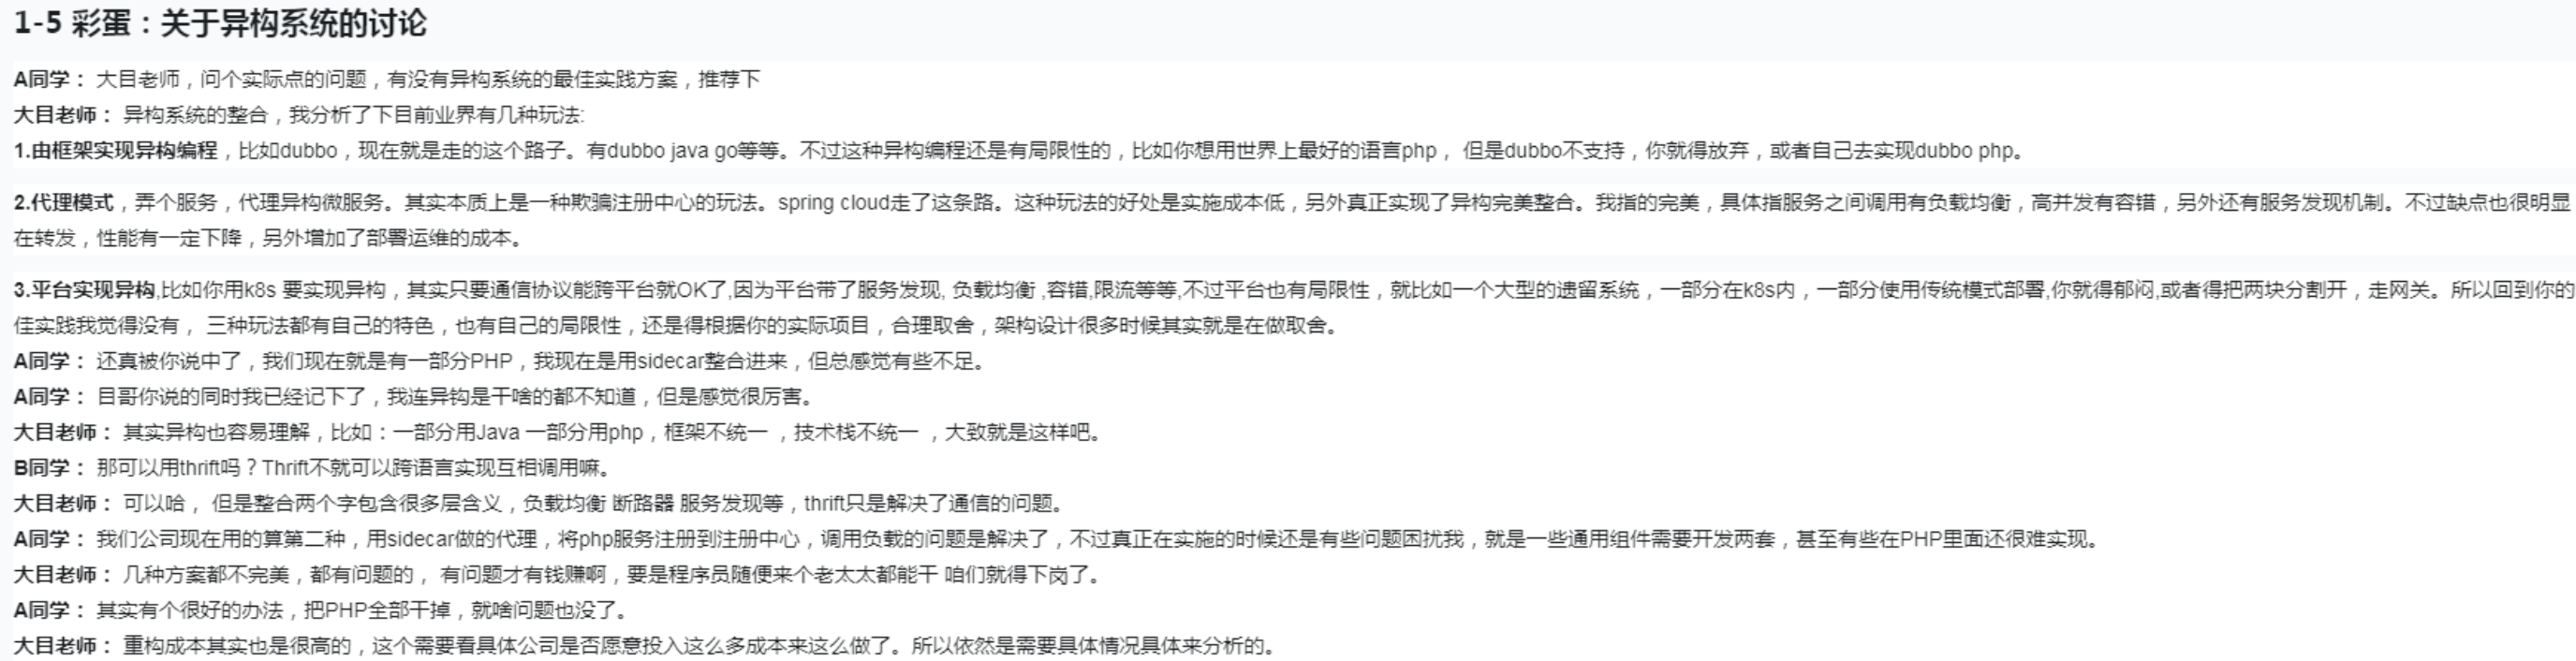 1-5 彩蛋：关于异构系统的讨论
A同学： 大目老师，问个实际点的问题，有没有异构系统的最佳实践方案，推荐下
大目老师： 异构系统的整合，我分析了下目前业界有几种玩法:
1.由框架实现异构编程，比如dubbo，现在就是走的这个路子。有dubbo java go等等。不过这种异构编程还是有局限性的，比如你想用世界上最好的语言php， 但是dubbo不支持，你就得放弃，或者自己去实现dubbo php。
2.代理模式，弄个服务，代理异构微服务。其实本质上是一种欺骗注册中心的玩法。spring cloud走了这条路。这种玩法的好处是实施成本低，另外真正实现了异构完美整合。我指的完美，具体指服务之间调用有负载均衡，高并发有容错，另外还有服务发现机制。不过缺点也很明显
在转发，性能有一定下降，另外增加了部署运维的成本。
3.平台实现异构,比如你用k8s 要实现异构，其实只要通信协议能跨平台就OK了,因为平台带了服务发现, 负载均衡 ,容错,限流等等,不过平台也有局限性，就比如一个大型的遗留系统，一部分在k8s内，一部分使用传统模式部署,你就得郁闷,或者得把两块分割开，走网关。所以回到你的
佳实践我觉得没有， 三种玩法都有自己的特色，也有自己的局限性，还是得根据你的实际项目，合理取舍，架构设计很多时候其实就是在做取舍。
A同学： 还真被你说中了，我们现在就是有一部分PHP，我现在是用sidecar整合进来，但总感觉有些不足。
A同学： 目哥你说的同时我已经记下了，我连异钩是干啥的都不知道，但是感觉很厉害。
大目老师： 其实异构也容易理解，比如：一部分用Java 一部分用php，框架不统一 ，技术栈不统一 ，大致就是这样吧。
B同学： 那可以用thrift吗？Thrift不就可以跨语言实现互相调用嘛。
大目老师： 可以哈， 但是整合两个字包含很多层含义，负载均衡 断路器 服务发现等，thrift只是解决了通信的问题。
A同学： 我们公司现在用的算第二种，用sidecar做的代理，将php服务注册到注册中心，调用负载的问题是解决了，不过真正在实施的时候还是有些问题困扰我，就是一些通用组件需要开发两套，甚至有些在PHP里面还很难实现。
大目老师： 几种方案都不完美，都有问题的， 有问题才有钱赚啊，要是程序员随便来个老太太都能干 咱们就得下岗了。
A同学： 其实有个很好的办法，把PHP全部干掉，就啥问题也没了。
大目老师： 重构成本其实也是很高的，这个需要看具体公司是否愿意投入这么多成本来这么做了。所以依然是需要具体情况具体来分析的。